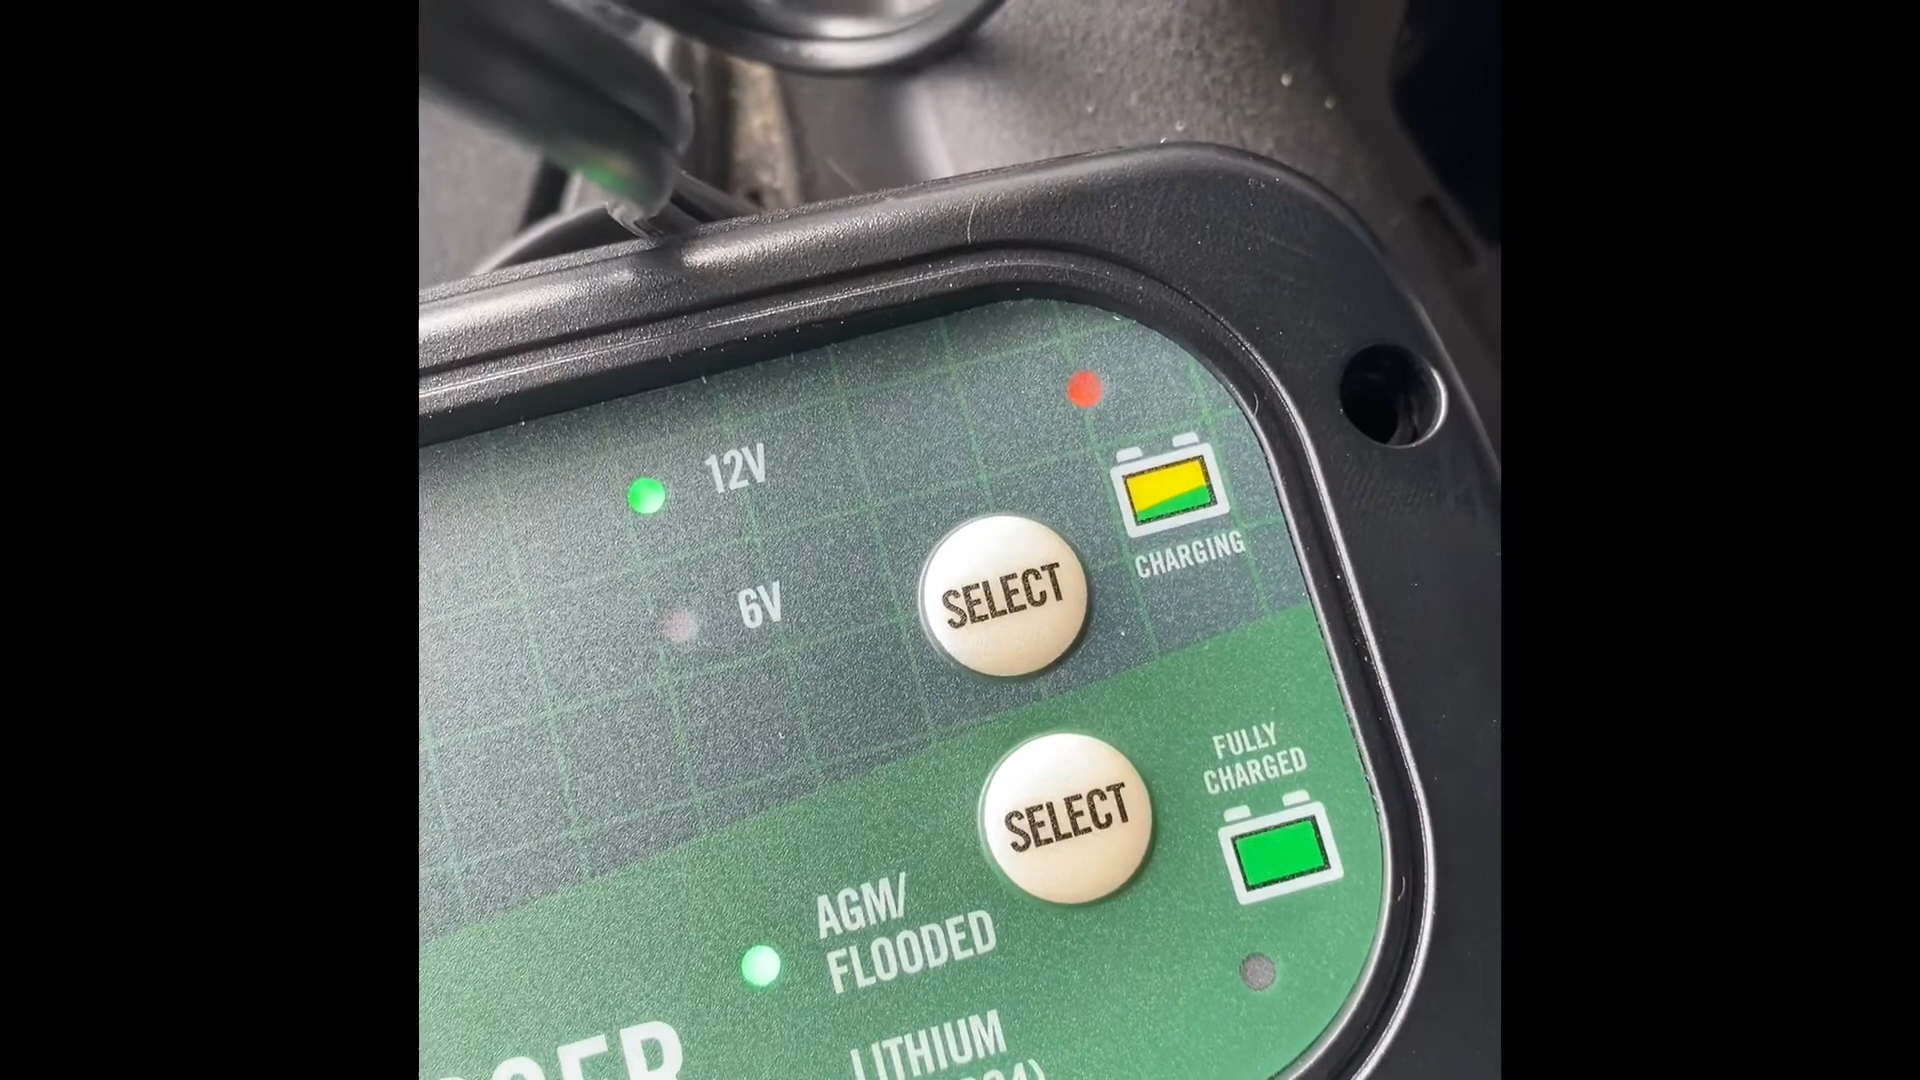 12V
6V
SELECT
CHARGING
SELECT
FULLY
CHARGED
AGM/
FLOODED
LITHIUM